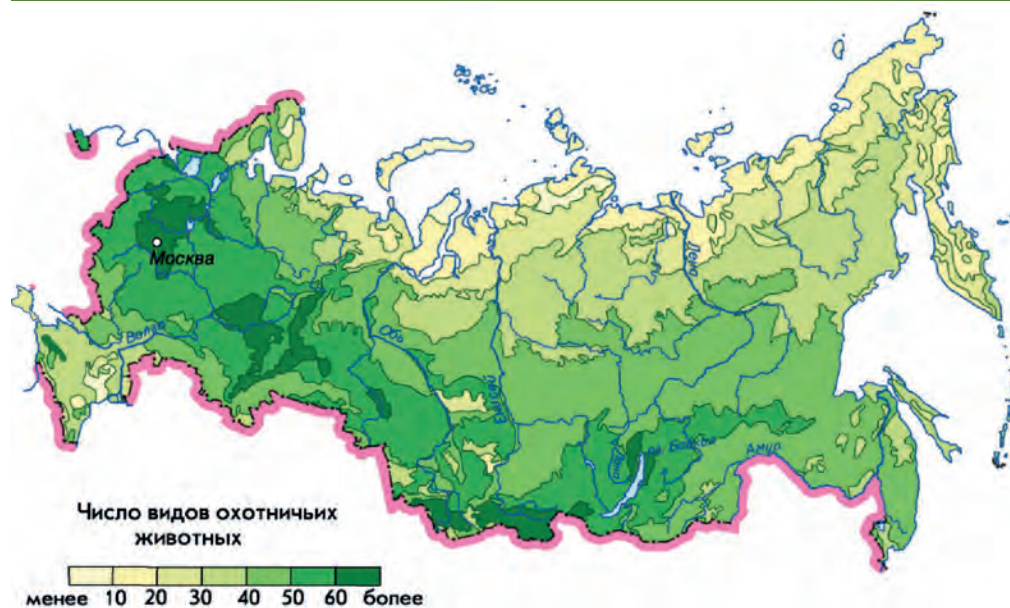 Москва
Волга
Обь
Енисей
Лена
оз. Байкал
Амур
Число видов охотничьих
животных
менее 10 20 30 40 50 60 более